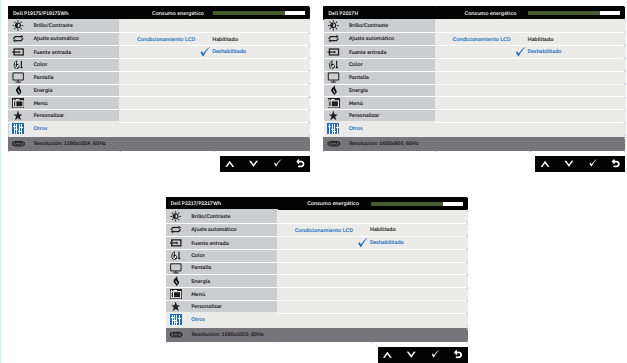 Dell P1917S/P1917SWh Consumo energético
Brillo/Contraste
Ajuste automático Condicionamiento LCD Habilitado
Fuente entrada Deshabilitado
Color
Pantalla
Energía
Menú
Personalizar
Otros
Resolución: 1280x1024, 60Hz
Dell P2017H Consumo energético
Brillo/Contraste
Ajuste automático Condicionamiento LCD Habilitado
Fuente entrada Deshabilitado
Color
Pantalla
Energía
Menú
Personalizar
Otros
Resolución: 1600x900, 60Hz
Dell P2217/P2217Wh Consumo energético
Brillo/Contraste
Ajuste automático Condicionamiento LCD Habilitado
Fuente entrada Deshabilitado
Color
Pantalla
Energía
Menú
Personalizar
Otros
Resolución: 1680x1050, 60Hz